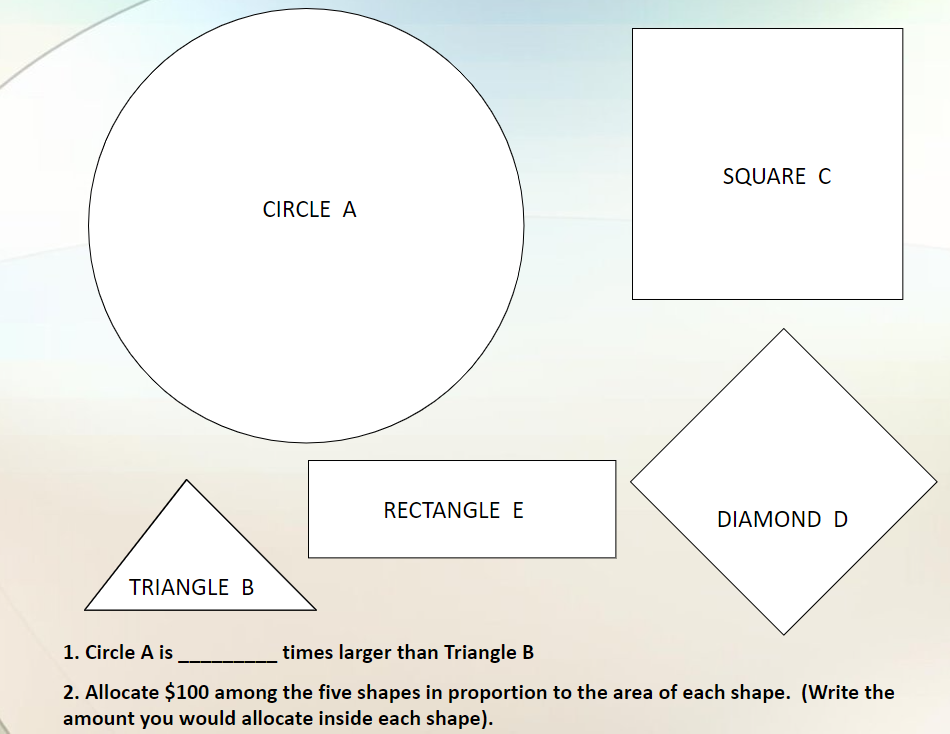 CIRCLE A
SQUARE C
RECTANGLE E
DIAMOND D
TRIANGLE B
1. Circle A is _________ times larger than Triangle B
2. Allocate $100 among the five shapes in proportion to the area of each shape. (Write the
amount you would allocate inside each shape).